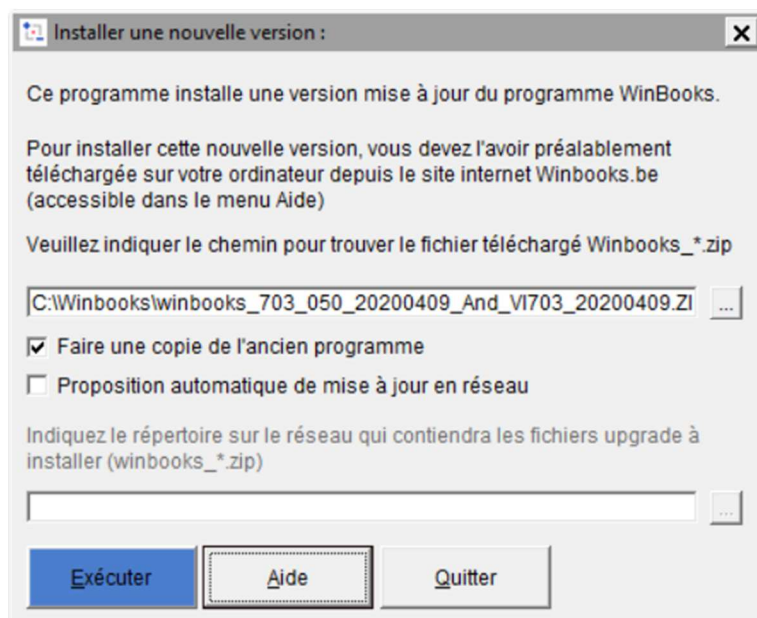 Installer une nouvelle version :
Ce programme installe une version mise à jour du programme WinBooks.
Pour installer cette nouvelle version, vous devez l'avoir préalablement
téléchargée sur votre ordinateur depuis le site internet Winbooks.be
(accessible dans le menu Aide)
Veuillez indiquer le chemin pour trouver le fichier téléchargé Winbooks_*.zip
C:\Winbooks\winbooks_703_050_20200409_And_VI703_20200409.ZI ...
Faire une copie de l'ancien programme
Proposition automatique de mise à jour en réseau
Indiquez le répertoire sur le réseau qui contiendra les fichiers upgrade à
installer (winbooks_*.zip)
...
Exécuter Aide Quitter